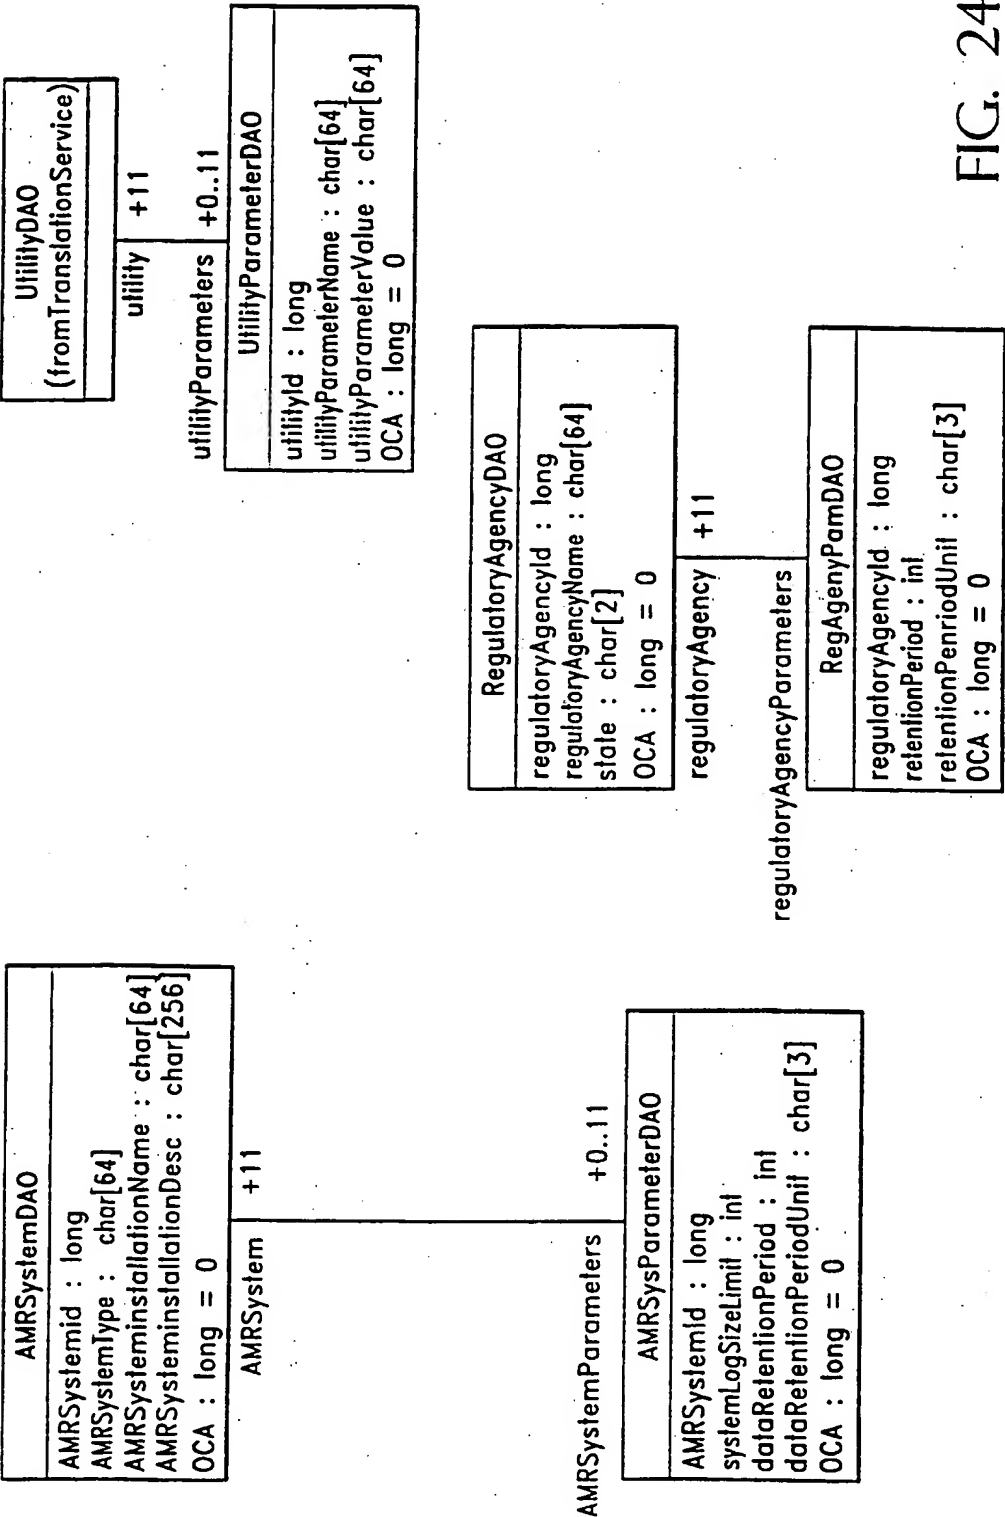 AMRSystemDAO
AMRSystemid : long
AMRSystemType : char[64]
AMRSysteminstallationName : char[64]
AMRSysteminstallationDesc : char[256]
OCA : long = 0
AMRSystem
+11
AMRSystemParameters
+0..11
AMRSysParameterDAO
AMRSystemId : long
systemLogSizeLimit : int
dataRetentionPeriod : int
dataRetentionPeriodUnit : char[3]
OCA : long = 0
RegulatoryAgencyDAO
regulatoryAgencyId : long
regulatoryAgencyName : char[64]
state : char[2]
OCA : long = 0
regulatoryAgency
+11
regulatoryAgencyParameters
RegAgenyPamDAO
regulatoryAgencyId : long
retentionPeriod : int
retentionPenriodUnit : char[3]
OCA : long = 0
UtilityDAO
(fromTranslationService)
utility
+11
utilityParameters
+0..11
UtilityParameterDAO
utilityId : long
utilityParameterName : char[64]
utilityParameterValue : char[64]
OCA : long = 0
FIG. 24